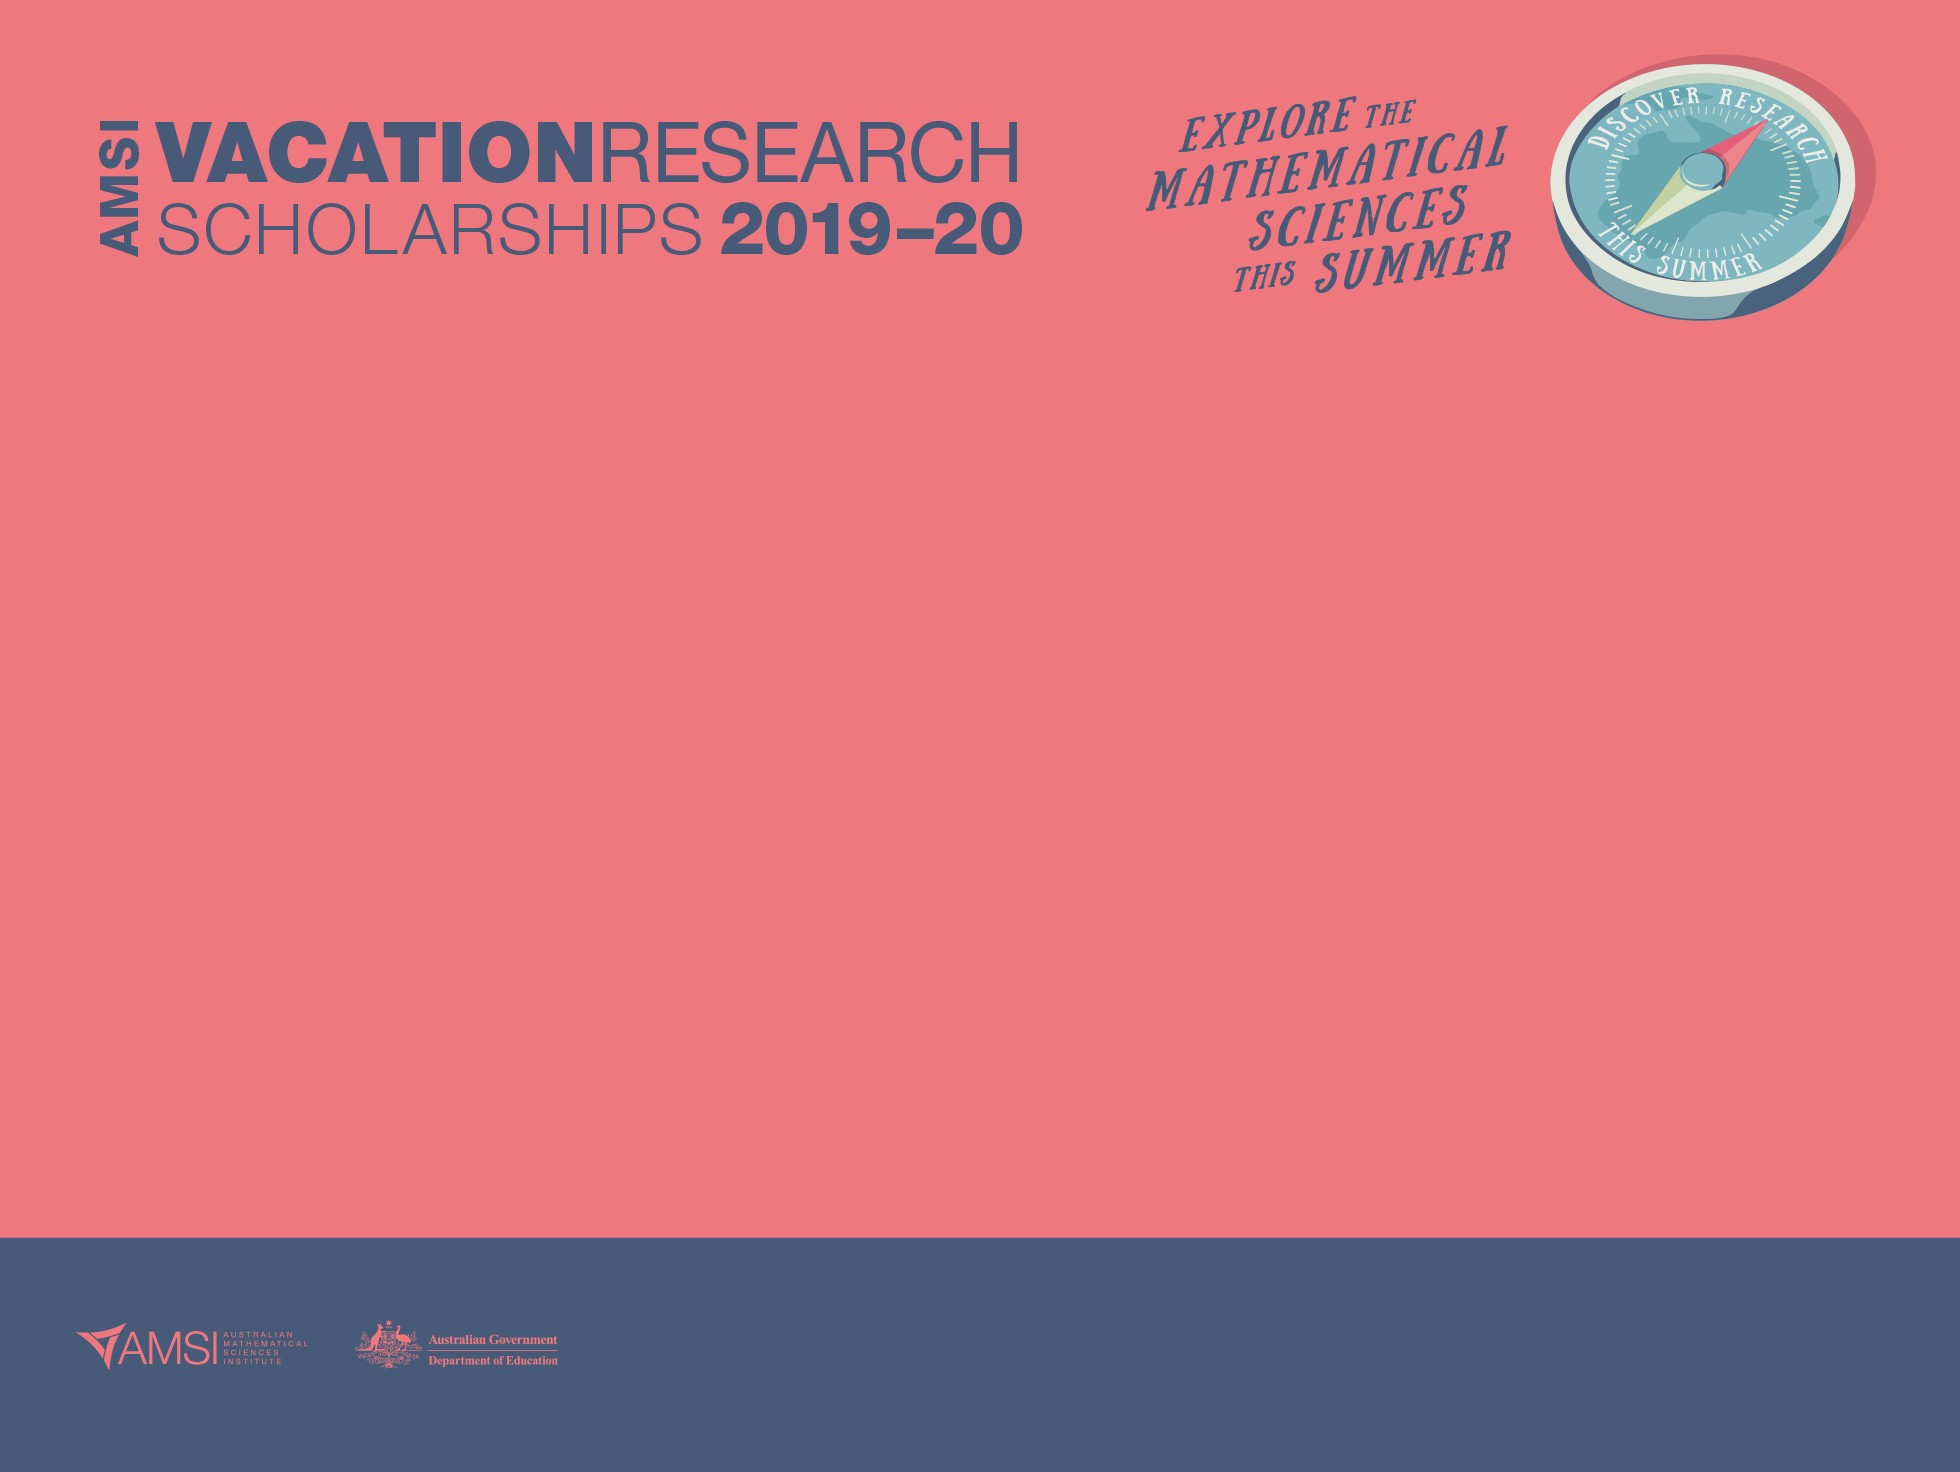 AMSI
VACATIONRESEARCH
SCHOLARSHIPS 2019–20
EXPLORE THE
MATHEMATICAL
SCIENCES
THIS SUMMER
DISCOVER RESEARCH
THIS SUMMER
AMSI
AUSTRALIAN
MATHEMATICAL
SCIENCES
INSTITUTE
Australian Government
Department of Education